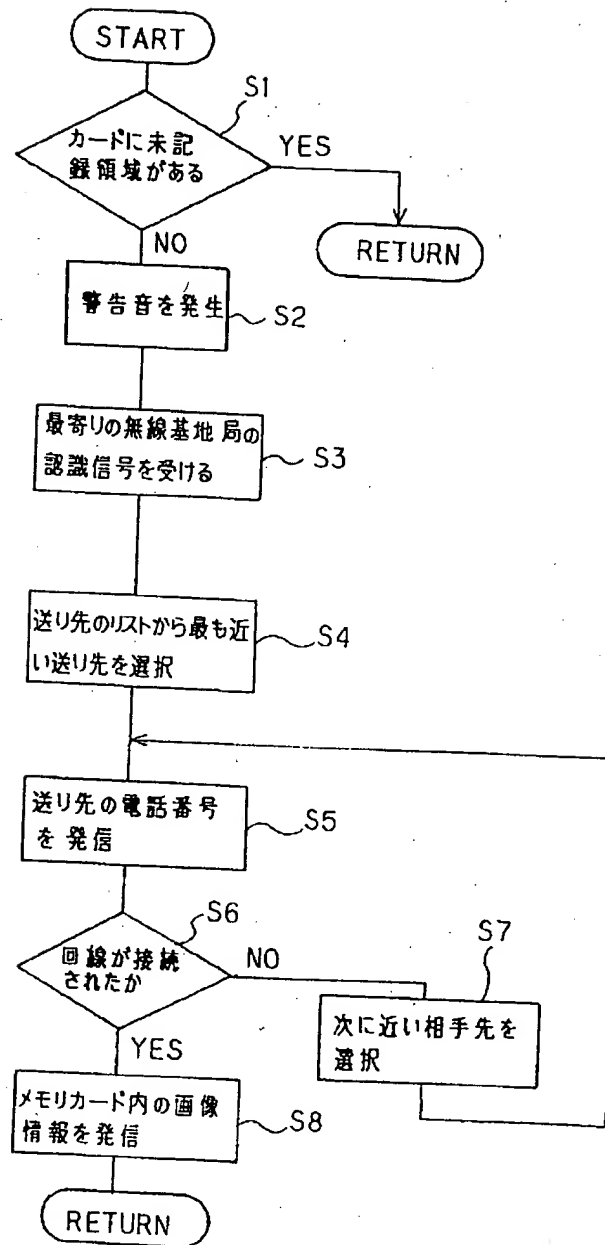 START
S1
カードに未記
録領域がある
YES
NO
RETURN
警告音を発生
S2
最寄りの無線基地局の
認識信号を受ける
S3
送り先のリストから最も近
い送り先を選択
S4
送り先の電話番号
を発信
S5
S6
回線が接続
されたか
NO
S7
次に近い相手先を
選択
YES
メモリカード内の画像
情報を発信
S8
RETURN